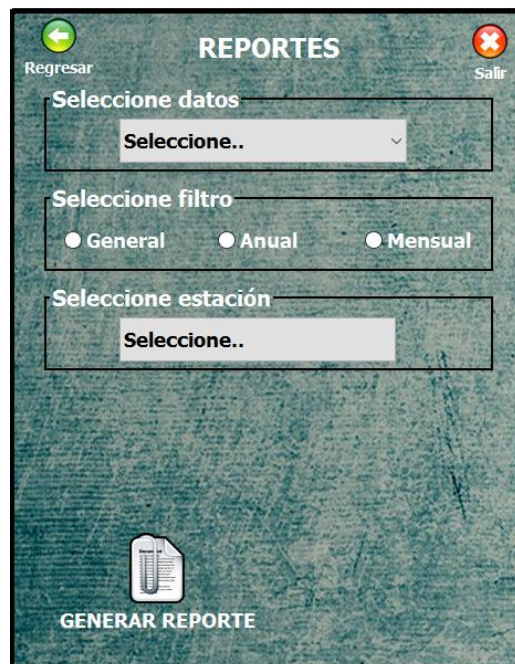 REPORTES
Regresar
Salir
Seleccione datos
Seleccione..
Seleccione filtro
General Anual Mensual
Seleccione estación
Seleccione..
GENERAR REPORTE